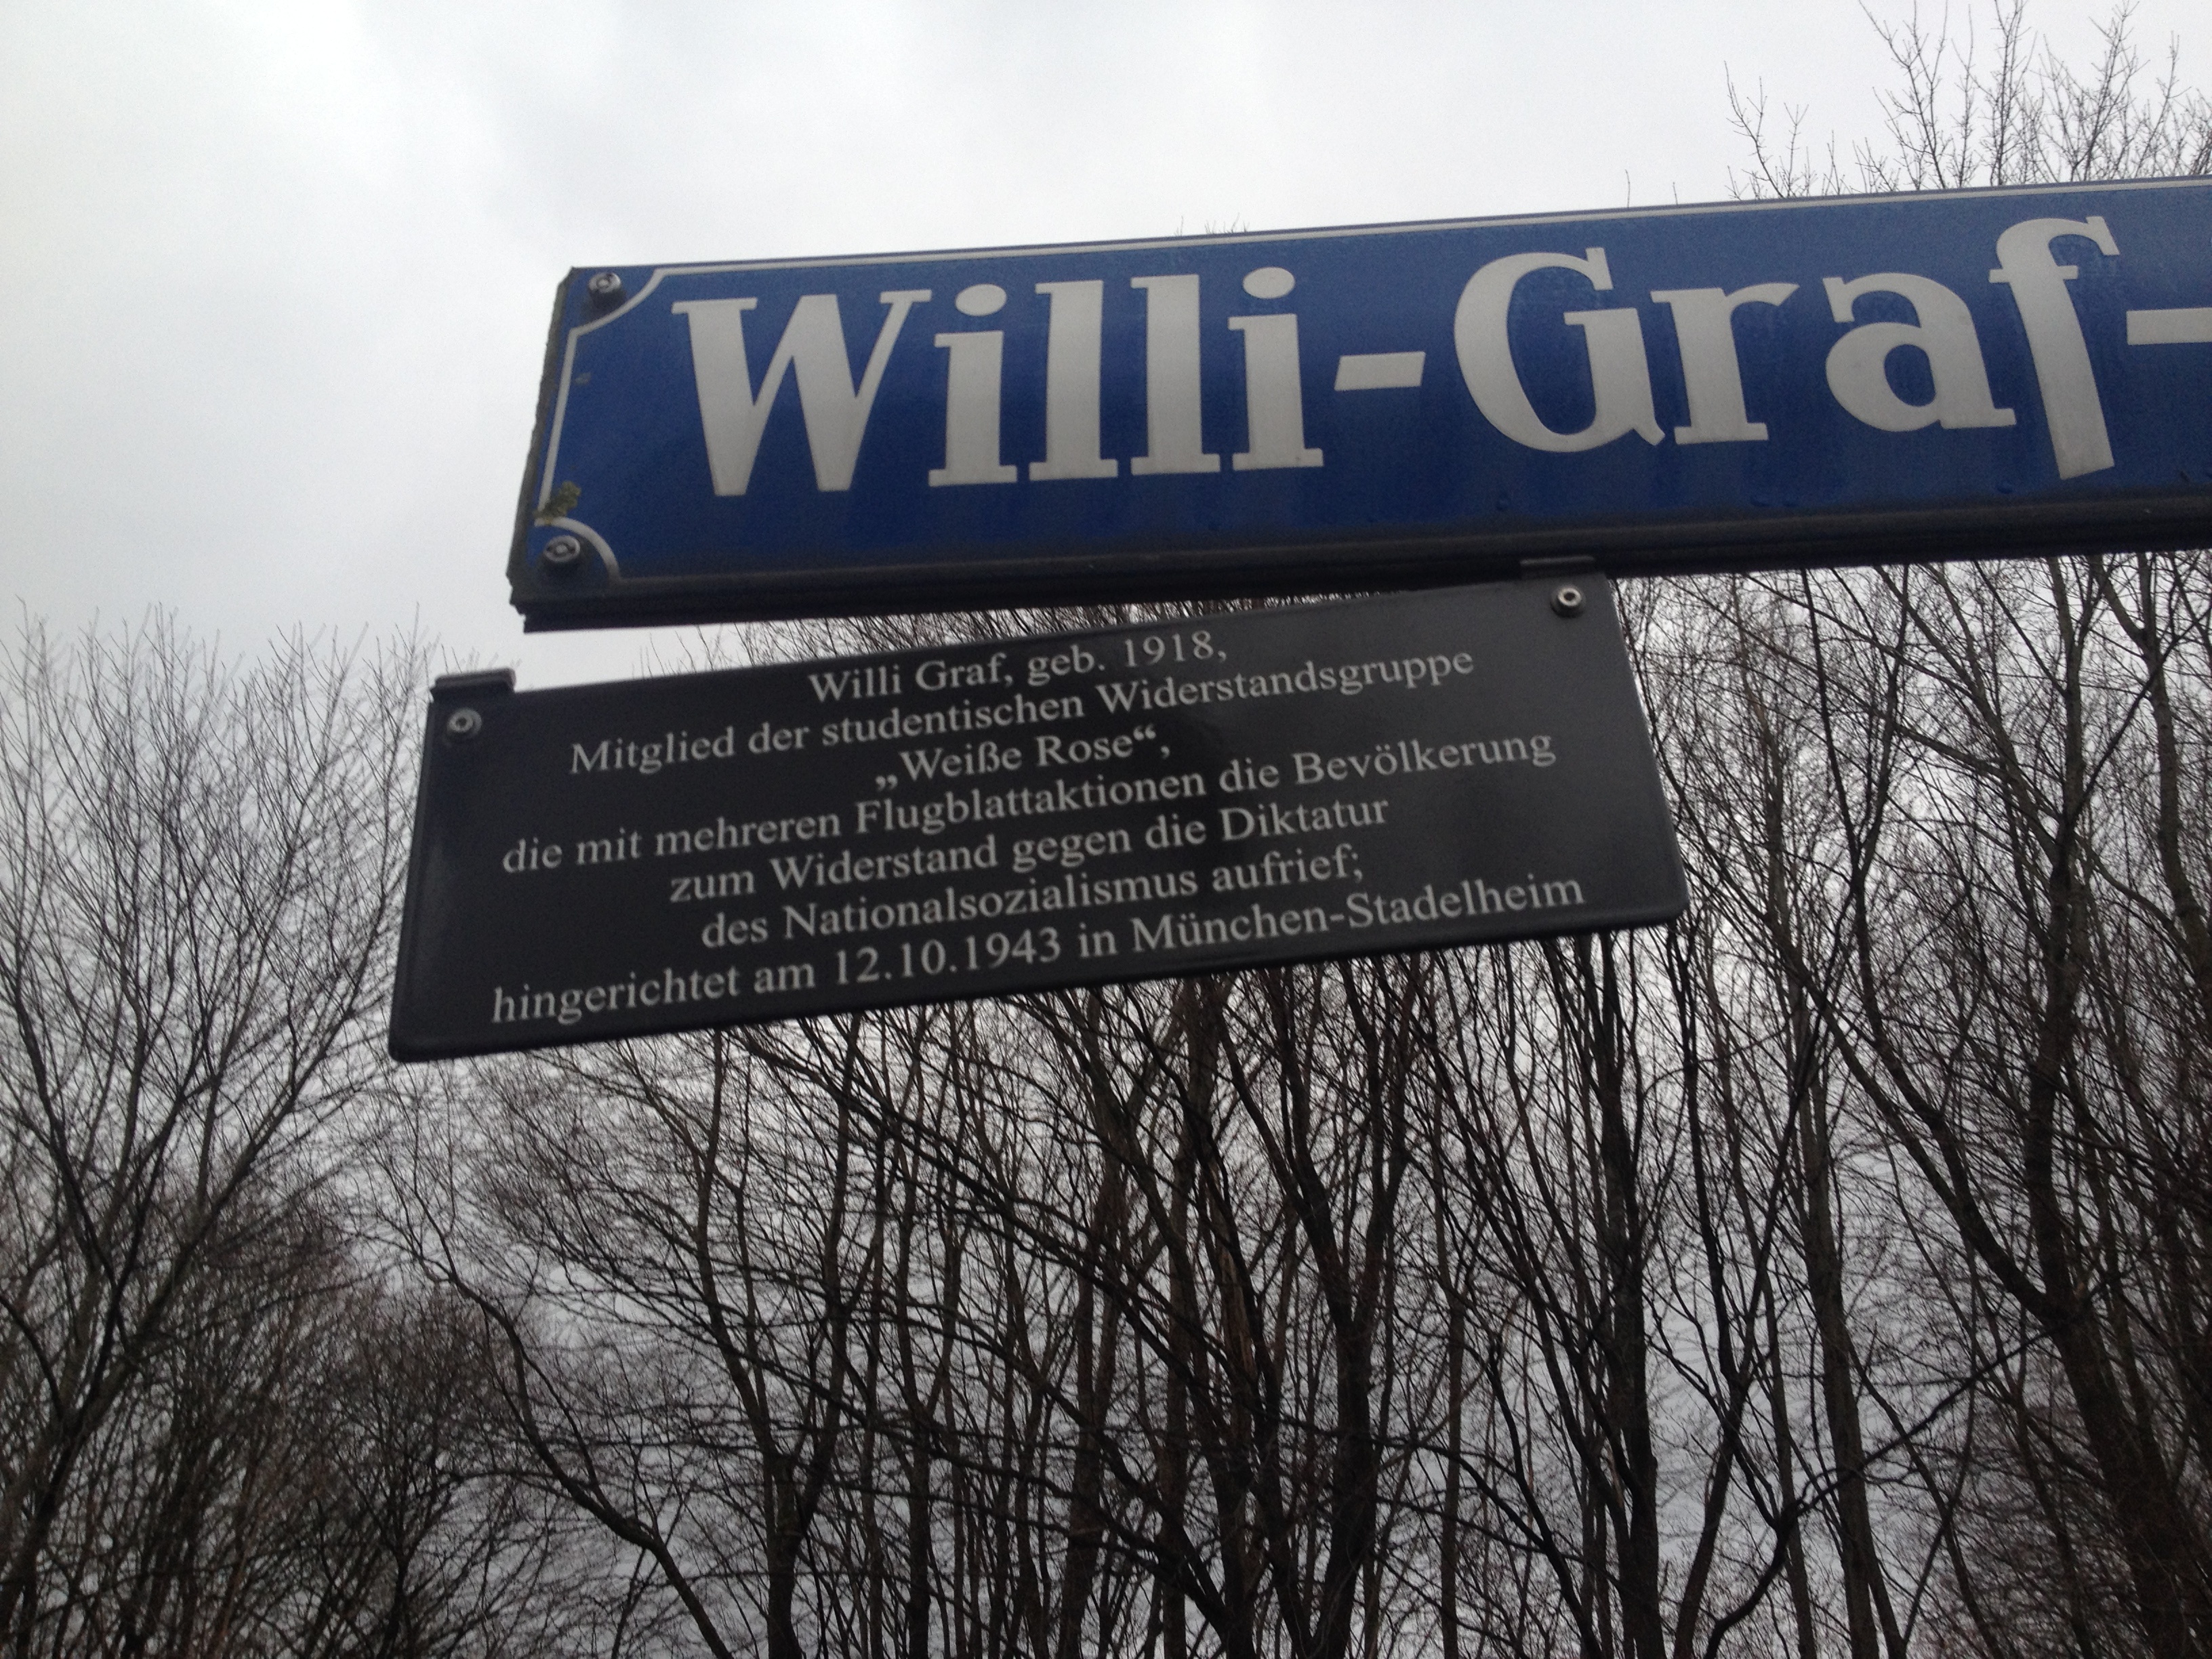 Willi-Graf-
Willi Graf, geb. 1918,
Mitglied der studentischen Widerstandsgruppe
„Weiße Rose“,
die mit mehreren Flugblattaktionen die Bevölkerung
zum Widerstand gegen die Diktatur
des Nationalsozialismus aufrief;
hingerichtet am 12.10.1943 in München-Stadelheim